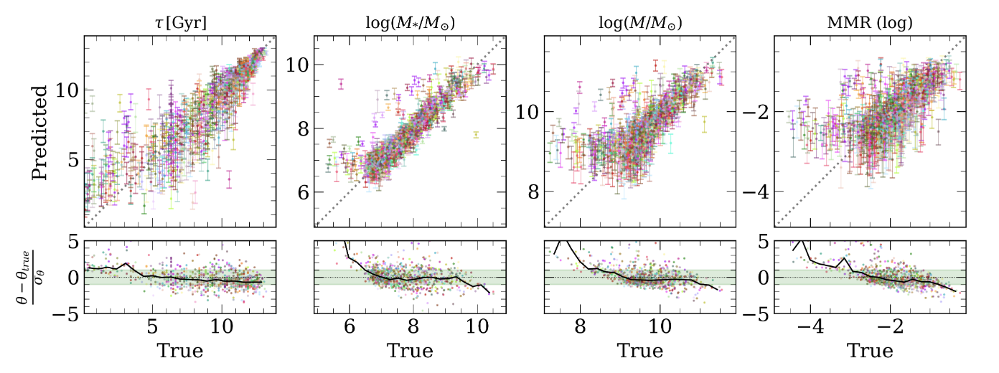 τ [Gyr] log(M*/M⊙) log(M/M⊙) MMR (log)
Predicted
10
5
10
8
6
10
8
−2
−4
θ − θtrue
σθ
5
0
−5
5
0
−5
5 10 6 8 10 8 10 −4 −2
True True True True